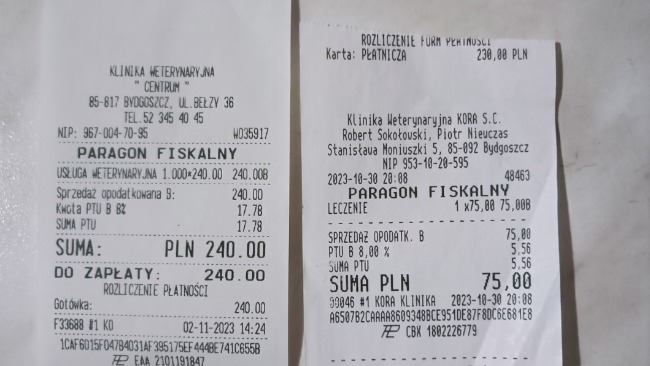 KLINIKA WETERYNARYJNA
" CENTRUM "
85-817 BYDGOSZCZ, UL.BEŁZY 36
TEL.52 345 40 45
NIP: 967-004-70-95 WD35917
PARAGON FISKALNY
USŁUGA WETERYNARYJNA 1.000*240.00 240.00B
Sprzedaż opodatkowana B: 240.00
Kwota PTU B 8% 17.78
SUMA PTU 17.78
SUMA: PLN 240.00
DO ZAPŁATY: 240.00
ROZLICZENIE PŁATNOŚCI
Gotówka: 240.00
F33688 #1 KO 02-11-2023 14:24
1CAF6015F047B4031AF395175EF444BE741C655B
EAA 2101191847
ROZLICZENIE FORM PŁATNOŚCI
Karta: PŁATNICZA 230,00 PLN
Klinika Weterynaryjna KORA S.C.
Robert Sokołowski, Piotr Nieuczas
Stanisława Moniuszki 5, 85-092 Bydgoszcz
NIP 953-10-20-595
2023-10-30 20:08 48463
PARAGON FISKALNY
LECZENIE 1 x75,00 75,00B
SPRZEDAŻ OPODATK. B 75,00
PTU B 8,00 % 5,56
SUMA PTU 5,56
SUMA PLN 75,00
99046 #1 KORA KLINIKA 2023-10-30 20:08
A6507B2CAAAA8609348BCE951DE87F8DC6E681E8
CBK 1802226779